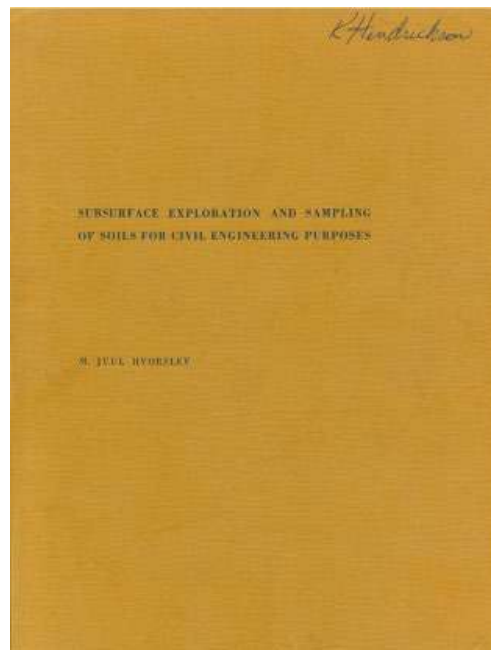 K Hendrickson
SUBSURFACE EXPLORATION AND SAMPLING
OF SOILS FOR CIVIL ENGINEERING PURPOSES
M. JUUL HVORSLEV